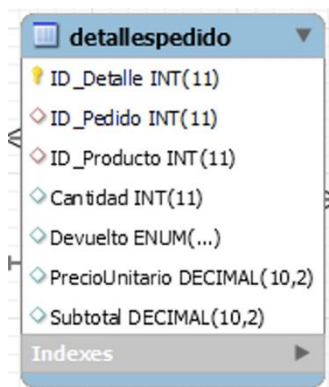 detallespedido
ID_Detalle INT(11)
ID_Pedido INT(11)
ID_Producto INT(11)
Cantidad INT(11)
Devuelto ENUM(...)
PrecioUnitario DECIMAL(10,2)
Subtotal DECIMAL(10,2)
Indexes